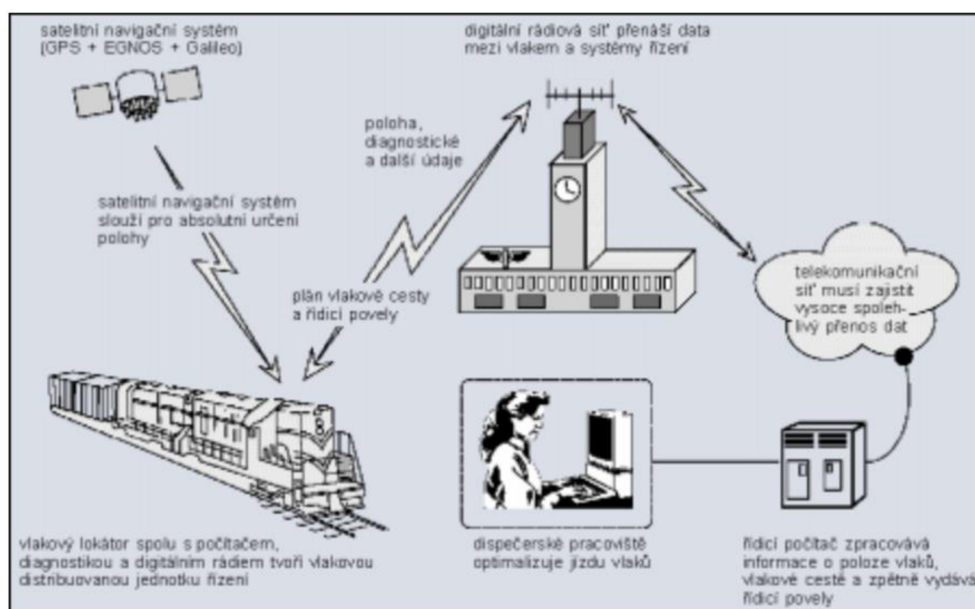 satelitní navigační systém
(GPS + EGNOS + Galileo)
digitální rádiová síť přenáší data
mezi vlakem a systémy řízení
poloha,
diagnostické
a další údaje
satelitní navigační systém
slouží pro absolutní určení
polohy
plán vlakové cesty
a řídicí povely
telekomunikační
síť musí zajistit
vysoce spoleh-
livý přenos dat
vlakový lokátor spolu s počítačem,
diagnostikou a digitálním rádiem tvoří vlakovou
distribuovanou jednotku řízení
dispečerské pracoviště
optimalizuje jízdu vlaků
řídicí počítač zpracovává
informace o poloze vlaků,
vlakové cestě a zpětně vydává
řídicí povely